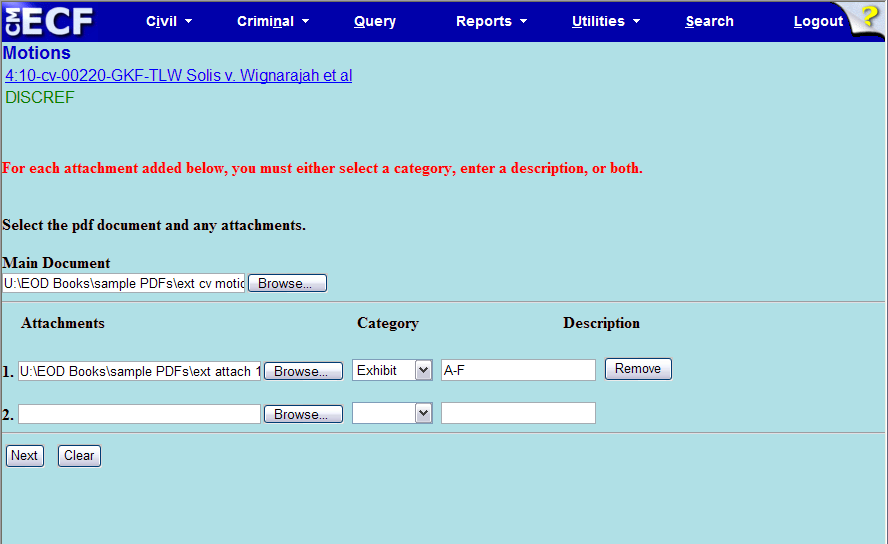 CM ECF Civil Criminal Query Reports Utilities Search Logout ?
Motions
4:10-cv-00220-GKF-TLW Solis v. Wignarajah et al
DISCREF
For each attachment added below, you must either select a category, enter a description, or both.
Select the pdf document and any attachments.
Main Document
U:\EOD Books\sample PDFs\ext cv motic Browse...
Attachments Category Description
1. U:\EOD Books\sample PDFs\ext attach 1 Browse... Exhibit A-F Remove
2. Browse...
Next Clear